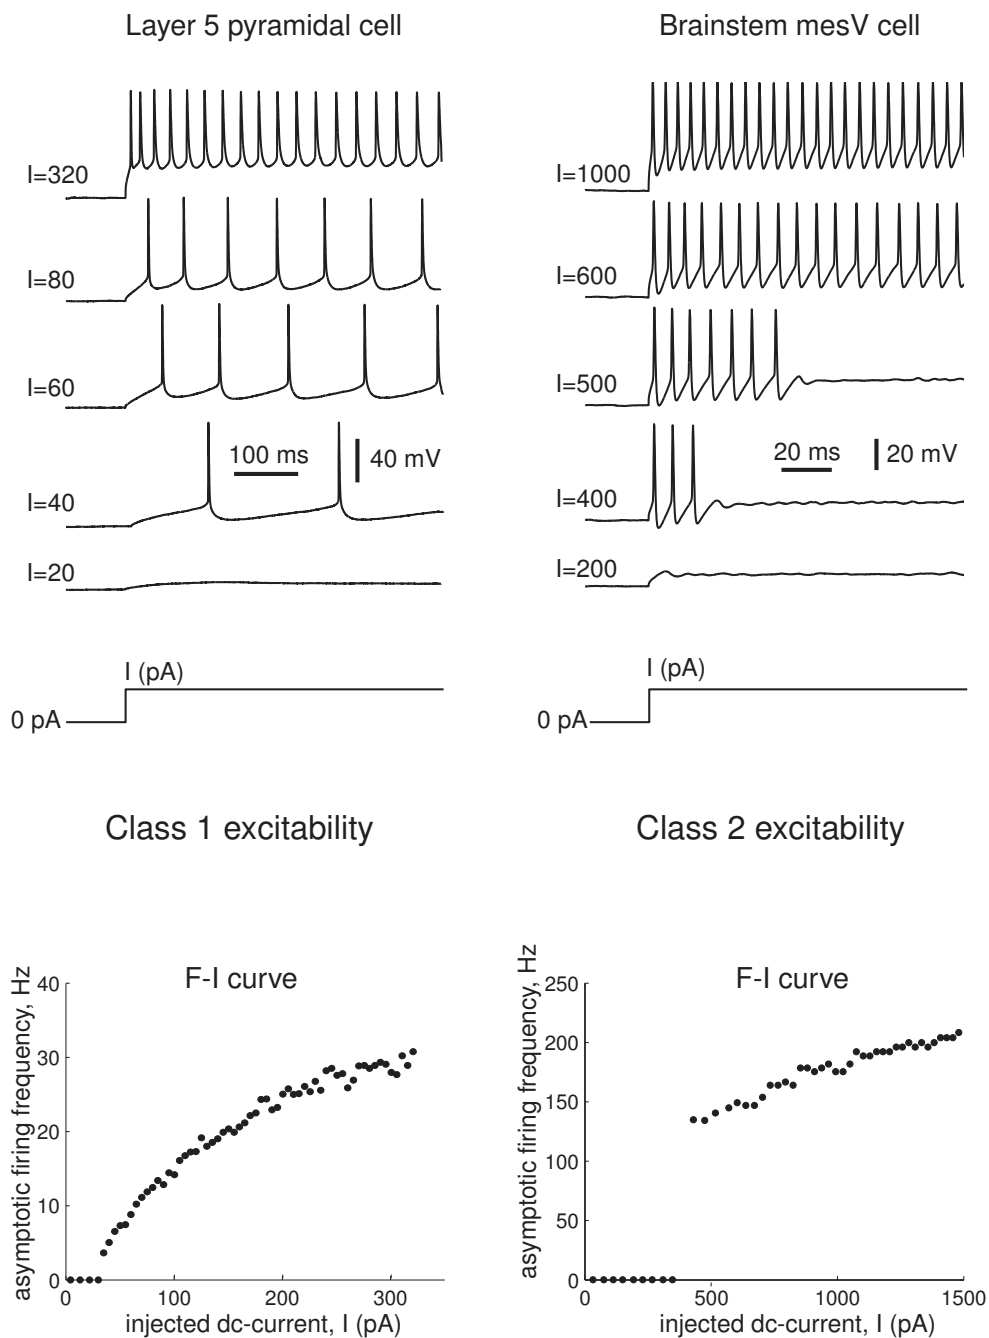 Layer 5 pyramidal cell
I=320
I=80
I=60
100 ms
40 mV
I=40
I=20
I (pA)
0 pA
Class 1 excitability
F-I curve
asymptotic firing frequency, Hz
40
30
20
10
0
0 100 200 300
injected dc-current, I (pA)
Brainstem mesV cell
I=1000
I=600
I=500
20 ms
20 mV
I=400
I=200
I (pA)
0 pA
Class 2 excitability
F-I curve
asymptotic firing frequency, Hz
250
200
150
100
50
0
0 500 1000 1500
injected dc-current, I (pA)